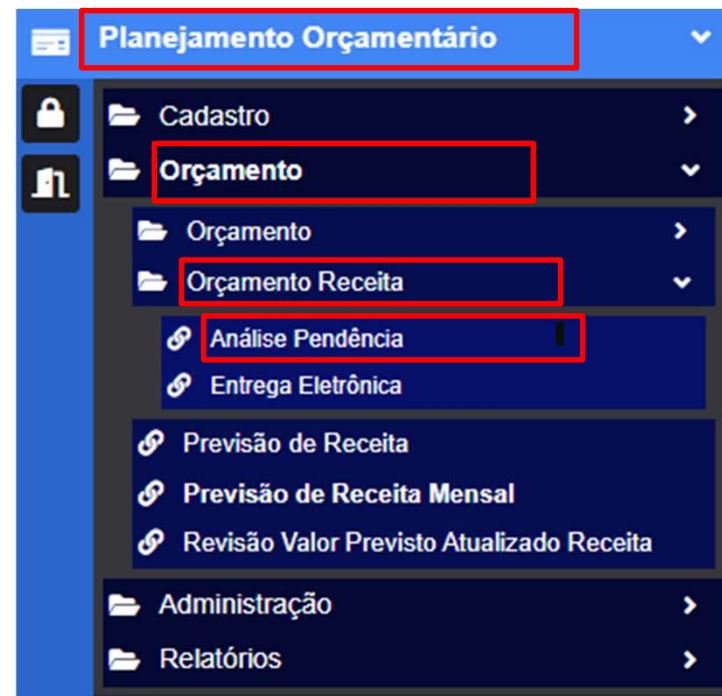 Planejamento Orçamentário
Cadastro
Orçamento
Orçamento
Orçamento Receita
Análise Pendência
Entrega Eletrônica
Previsão de Receita
Previsão de Receita Mensal
Revisão Valor Previsto Atualizado Receita
Administração
Relatórios